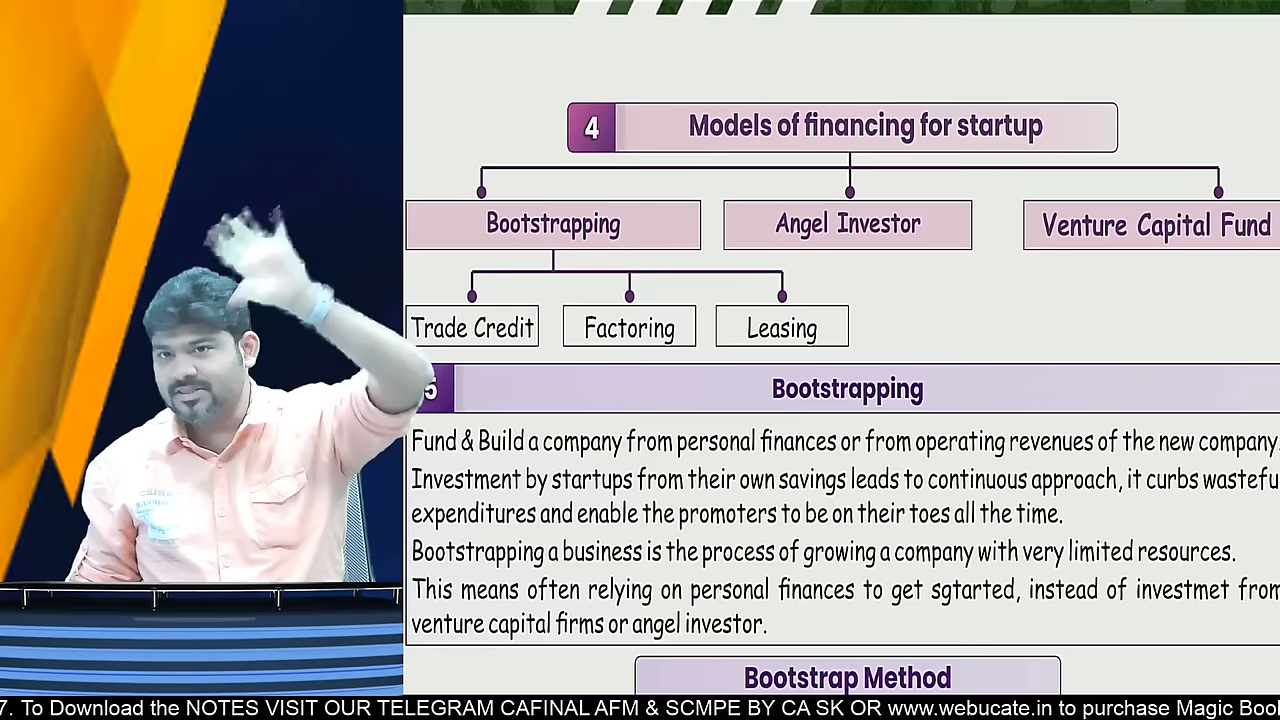 4 Models of financing for startup
Bootstrapping Angel Investor Venture Capital Fund
Trade Credit Factoring Leasing
5 Bootstrapping
Fund & Build a company from personal finances or from operating revenues of the new company.
Investment by startups from their own savings leads to continuous approach, it curbs wastefu
expenditures and enable the promoters to be on their toes all the time.
Bootstrapping a business is the process of growing a company with very limited resources.
This means often relying on personal finances to get sgtarted, instead of investmet from
venture capital firms or angel investor.
Bootstrap Method
7. To Download the NOTES VISIT OUR TELEGRAM CAFINAL AFM & SCMPE BY CA SK OR www.webucate.in to purchase Magic Boo